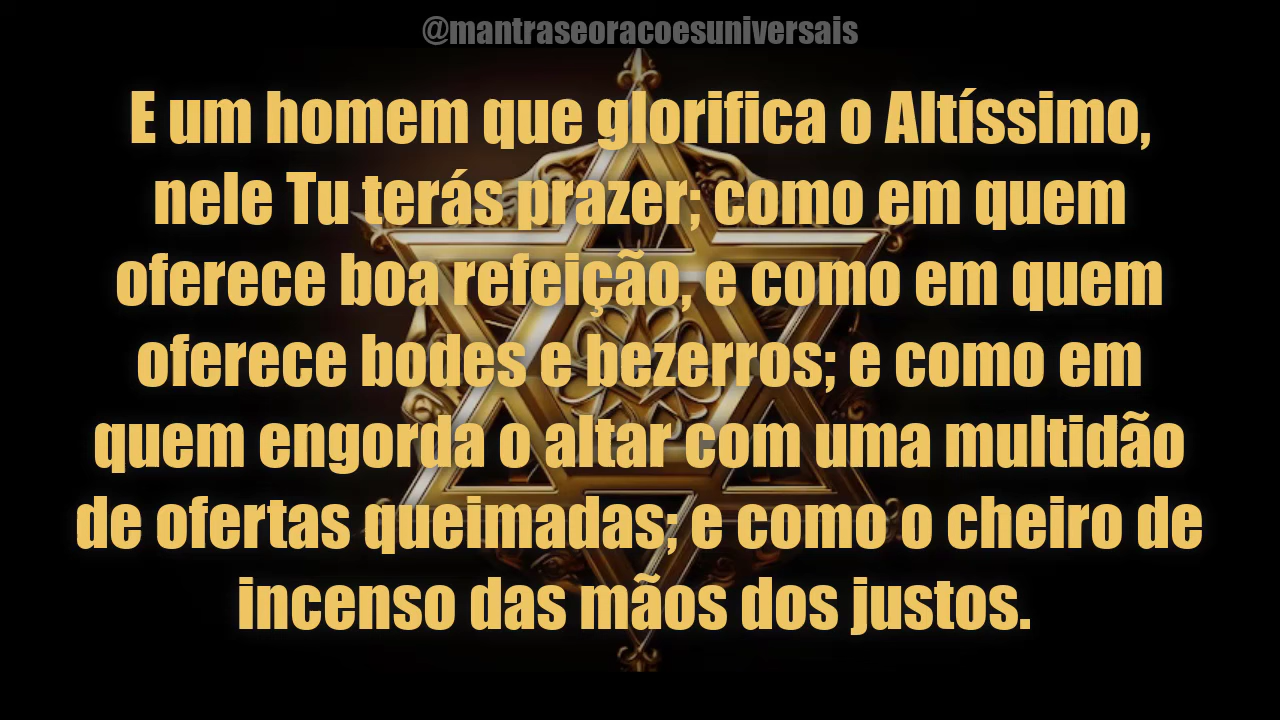 @mantraseoracoesuniversais
E um homem que glorifica o Altíssimo,
nele Tu terás prazer; como em quem
oferece boa refeição, e como em quem
oferece bodes e bezerros; e como em
quem engorda o altar com uma multidão
de ofertas queimadas; e como o cheiro de
incenso das mãos dos justos.